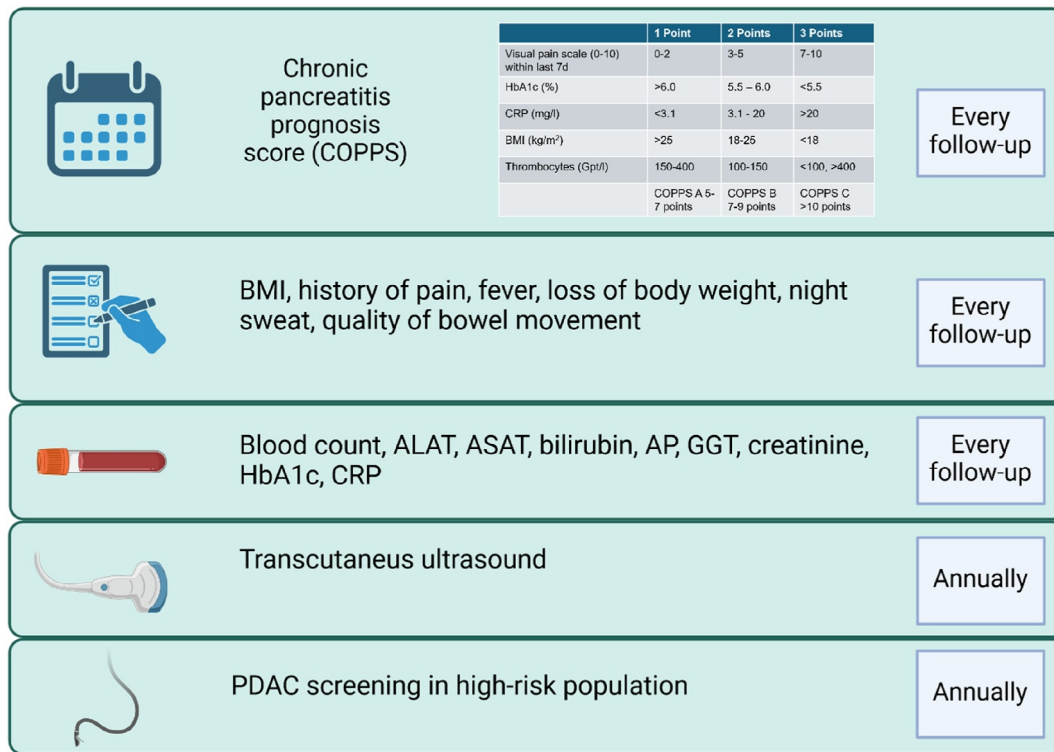 Chronic
pancreatitis
prognosis
score (COPPS)
1 Point 2 Points 3 Points
Visual pain scale (0-10) 0-2 3-5 7-10
within last 7d
HbA1c (%) >6.0 5.5 – 6.0 <5.5
CRP (mg/l) <3.1 3.1 - 20 >20
BMI (kg/m²) >25 18-25 <18
Thrombocytes (Gpt/l) 150-400 100-150 <100, >400
COPPS A 5- COPPS B COPPS C
7 points 7-9 points >10 points
Every
follow-up
BMI, history of pain, fever, loss of body weight, night
sweat, quality of bowel movement
Every
follow-up
Blood count, ALAT, ASAT, bilirubin, AP, GGT, creatinine,
HbA1c, CRP
Every
follow-up
Transcutaneus ultrasound
Annually
PDAC screening in high-risk population
Annually